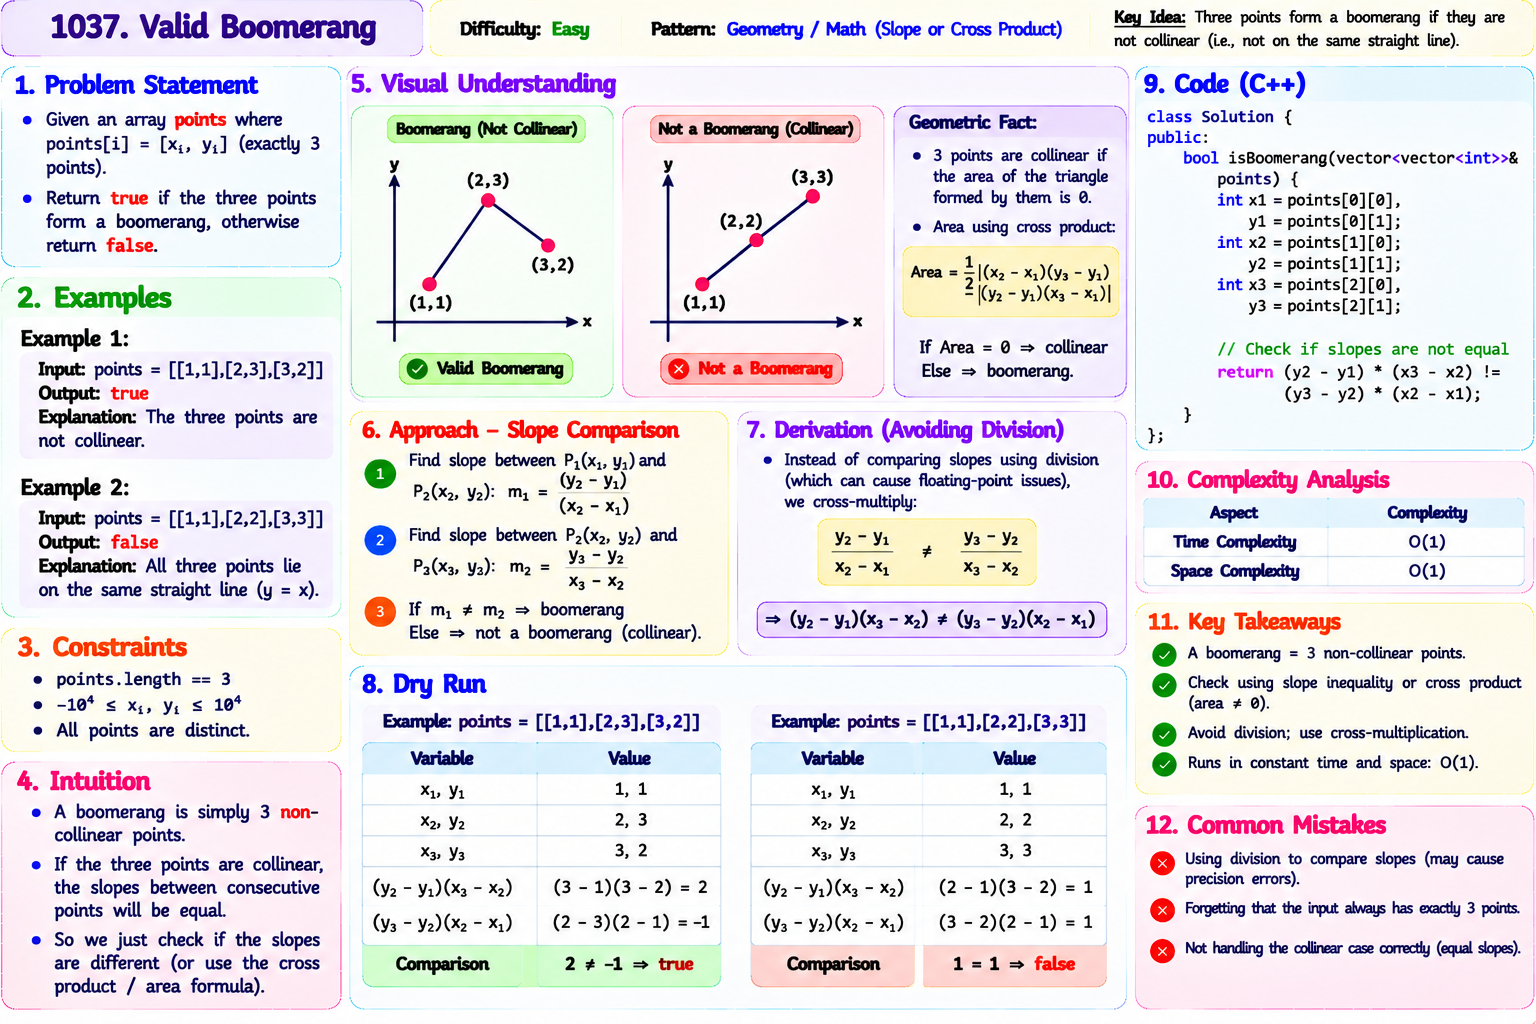 1037. Valid Boomerang
Difficulty: Easy
Pattern: Geometry / Math (Slope or Cross Product)
Key Idea: Three points form a boomerang if they are
not collinear (i.e., not on the same straight line).
1. Problem Statement
• Given an array points where
points[i] = [xᵢ, yᵢ] (exactly 3
points).
• Return true if the three points
form a boomerang, otherwise
return false.
2. Examples
Example 1:
Input: points = [[1,1],[2,3],[3,2]]
Output: true
Explanation: The three points are
not collinear.
Example 2:
Input: points = [[1,1],[2,2],[3,3]]
Output: false
Explanation: All three points lie
on the same straight line (y = x).
3. Constraints
• points.length == 3
• −10⁴ ≤ xᵢ, yᵢ ≤ 10⁴
• All points are distinct.
4. Intuition
• A boomerang is simply 3 non-
collinear points.
• If the three points are collinear,
the slopes between consecutive
points will be equal.
• So we just check if the slopes
are different (or use the cross
product / area formula).
5. Visual Understanding
Boomerang (Not Collinear)
y
(2,3)
(3,2)
(1,1)
x
Valid Boomerang
Not a Boomerang (Collinear)
y
(3,3)
(2,2)
(1,1)
x
Not a Boomerang
Geometric Fact:
• 3 points are collinear if
the area of the triangle
formed by them is 0.
• Area using cross product:
Area = 1/2 |(x₂ − x₁)(y₃ − y₁)
− |(y₂ − y₁)(x₃ − x₁)|
If Area = 0 ⇒ collinear
Else ⇒ boomerang.
6. Approach – Slope Comparison
1 Find slope between P₁(x₁, y₁) and
P₂(x₂, y₂): m₁ = (y₂ − y₁) / (x₂ − x₁)
2 Find slope between P₂(x₂, y₂) and
P₃(x₃, y₃): m₂ = y₃ − y₂ / x₃ − x₂
3 If m₁ ≠ m₂ ⇒ boomerang
Else ⇒ not a boomerang (collinear).
7. Derivation (Avoiding Division)
• Instead of comparing slopes using division
(which can cause floating-point issues),
we cross-multiply:
y₂ − y₁ / x₂ − x₁ ≠ y₃ − y₂ / x₃ − x₂
⇒ (y₂ − y₁)(x₃ − x₂) ≠ (y₃ − y₂)(x₂ − x₁)
8. Dry Run
Example: points = [[1,1],[2,3],[3,2]]
Variable Value
x₁, y₁ 1, 1
x₂, y₂ 2, 3
x₃, y₃ 3, 2
(y₂ − y₁)(x₃ − x₂) (3 − 1)(3 − 2) = 2
(y₃ − y₂)(x₂ − x₁) (2 − 3)(2 − 1) = −1
Comparison 2 ≠ −1 ⇒ true
Example: points = [[1,1],[2,2],[3,3]]
Variable Value
x₁, y₁ 1, 1
x₂, y₂ 2, 2
x₃, y₃ 3, 3
(y₂ − y₁)(x₃ − x₂) (2 − 1)(3 − 2) = 1
(y₃ − y₂)(x₂ − x₁) (3 − 2)(2 − 1) = 1
Comparison 1 = 1 ⇒ false
9. Code (C++)
class Solution {
public:
bool isBoomerang(vector<vector<int>>&
points) {
int x1 = points[0][0],
y1 = points[0][1];
int x2 = points[1][0];
y2 = points[1][1];
int x3 = points[2][0],
y3 = points[2][1];
// Check if slopes are not equal
return (y2 - y1) * (x3 - x2) !=
(y3 - y2) * (x2 - x1);
}
};
10. Complexity Analysis
Aspect Complexity
Time Complexity O(1)
Space Complexity O(1)
11. Key Takeaways
A boomerang = 3 non-collinear points.
Check using slope inequality or cross product
(area ≠ 0).
Avoid division; use cross-multiplication.
Runs in constant time and space: O(1).
12. Common Mistakes
Using division to compare slopes (may cause
precision errors).
Forgetting that the input always has exactly 3 points.
Not handling the collinear case correctly (equal slopes).